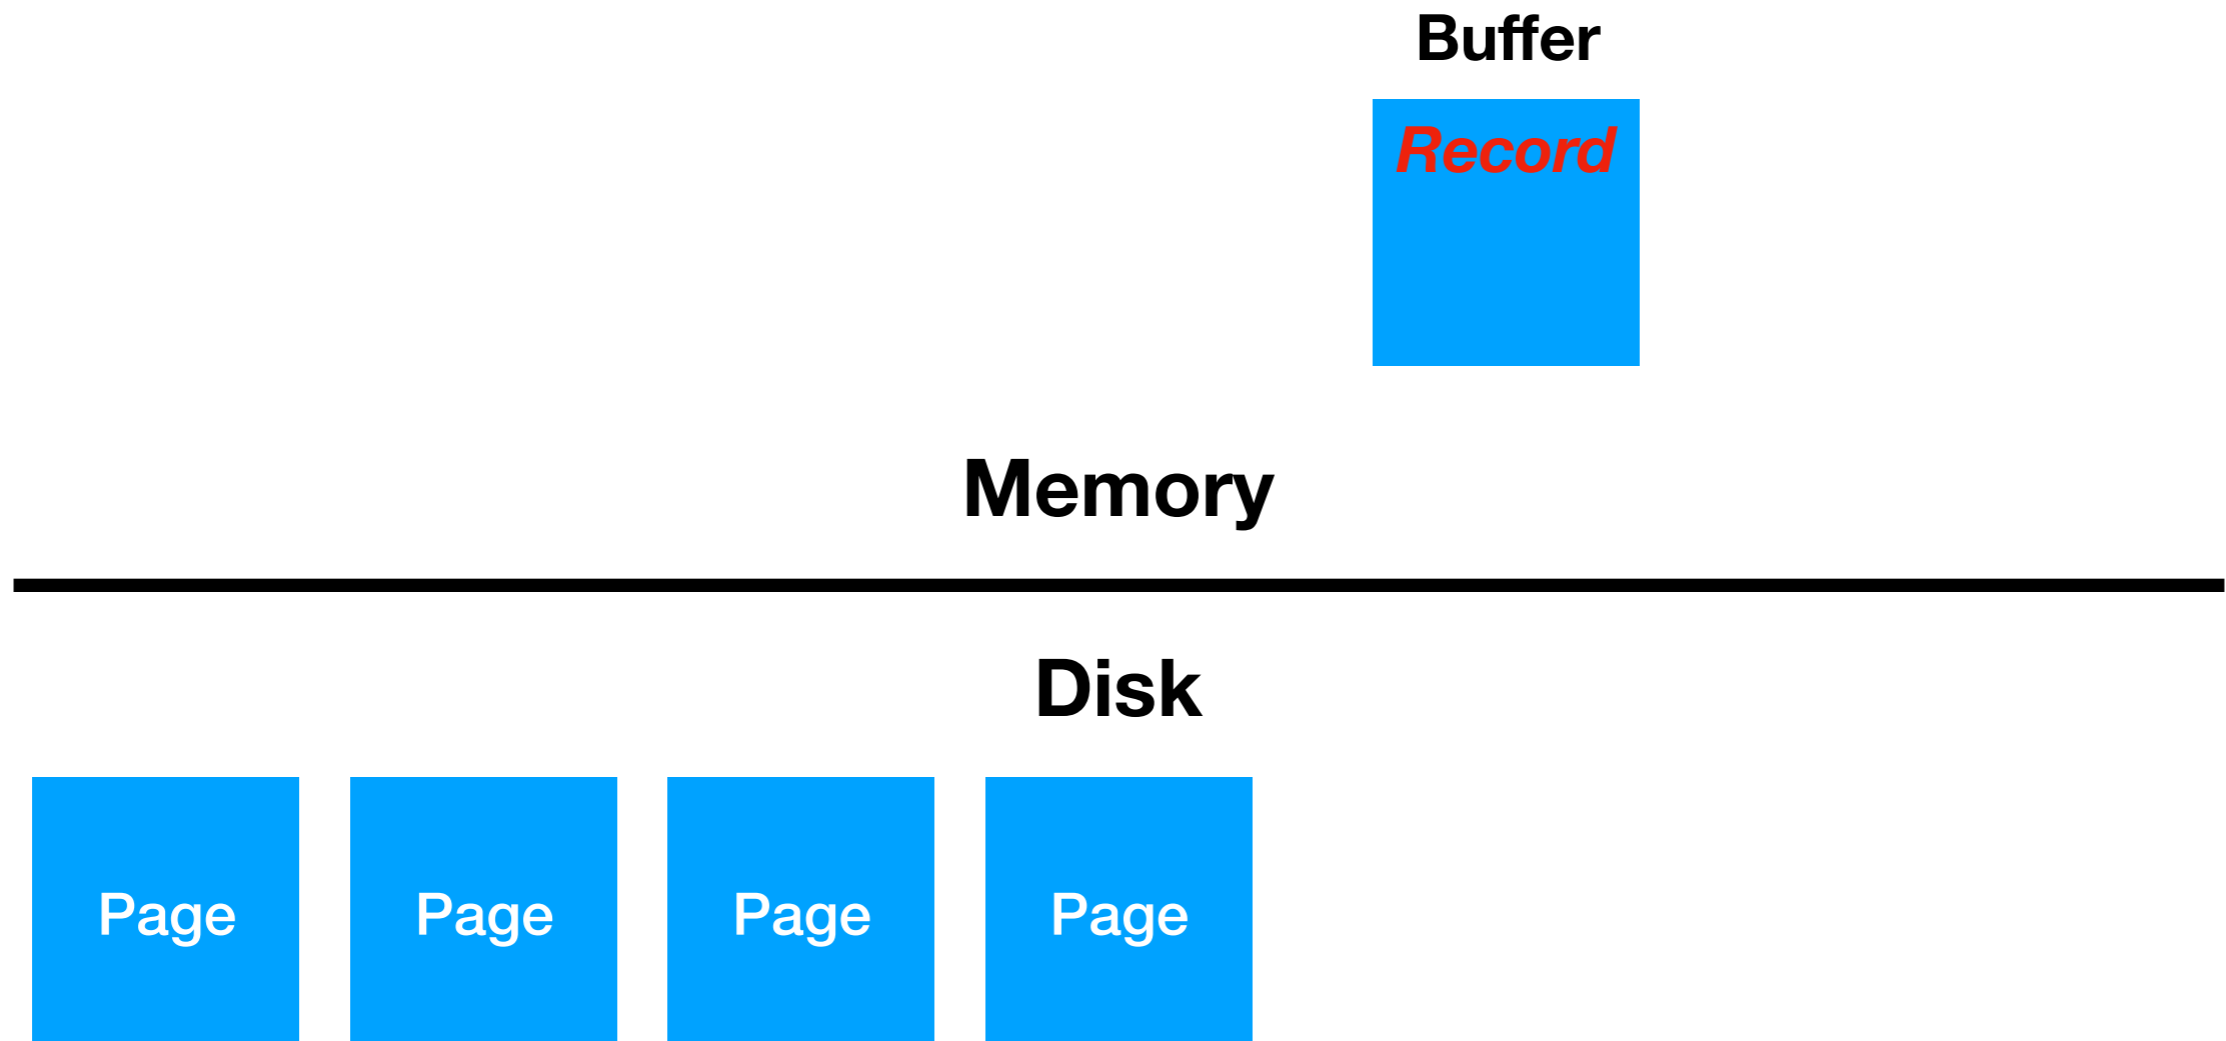 Buffer
Record
Memory
Disk
Page Page Page Page